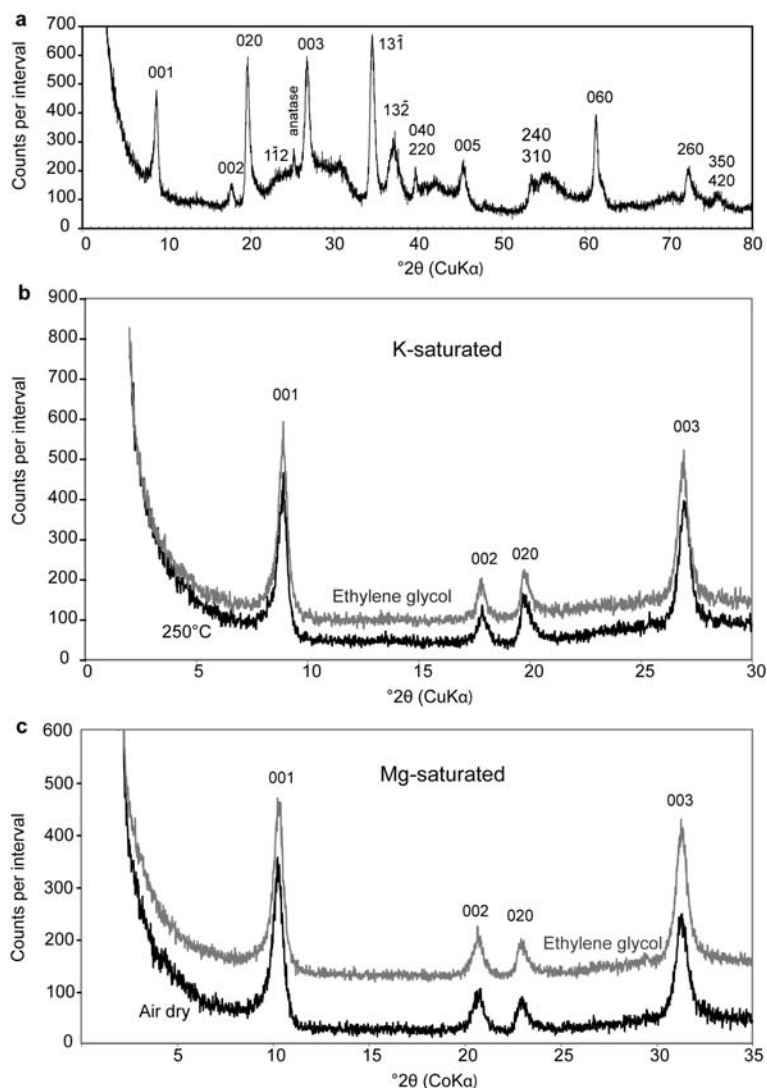 a
700
600
500
400
300
200
100
0
Counts per interval
001
002
020
11̄2
anatase
003
131̄
132̄
040
220
005
240
310
060
260
350
420
0 10 20 30 40 50 60 70 80
°2θ (CuKα)
b
900
800
700
600
500
400
300
200
100
0
Counts per interval
K-saturated
001
002
020
003
Ethylene glycol
250°C
0 5 10 15 20 25 30
°2θ (CuKα)
c
600
500
400
300
200
100
0
Counts per interval
Mg-saturated
001
002
020
003
Ethylene glycol
Air dry
5 10 15 20 25 30 35
°2θ (CoKα)